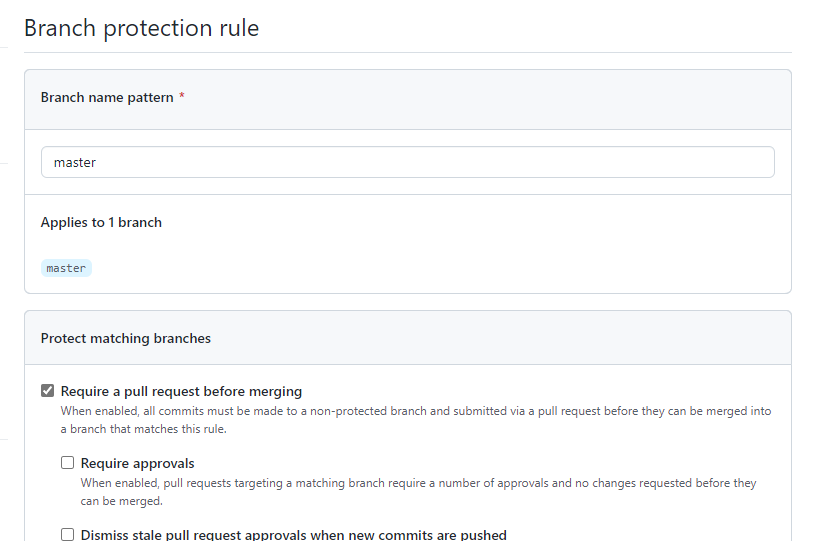 Branch protection rule
Branch name pattern *
master
Applies to 1 branch
master
Protect matching branches
Require a pull request before merging
When enabled, all commits must be made to a non-protected branch and submitted via a pull request before they can be merged into
a branch that matches this rule.
Require approvals
When enabled, pull requests targeting a matching branch require a number of approvals and no changes requested before they
can be merged.
Dismiss stale pull request approvals when new commits are pushed